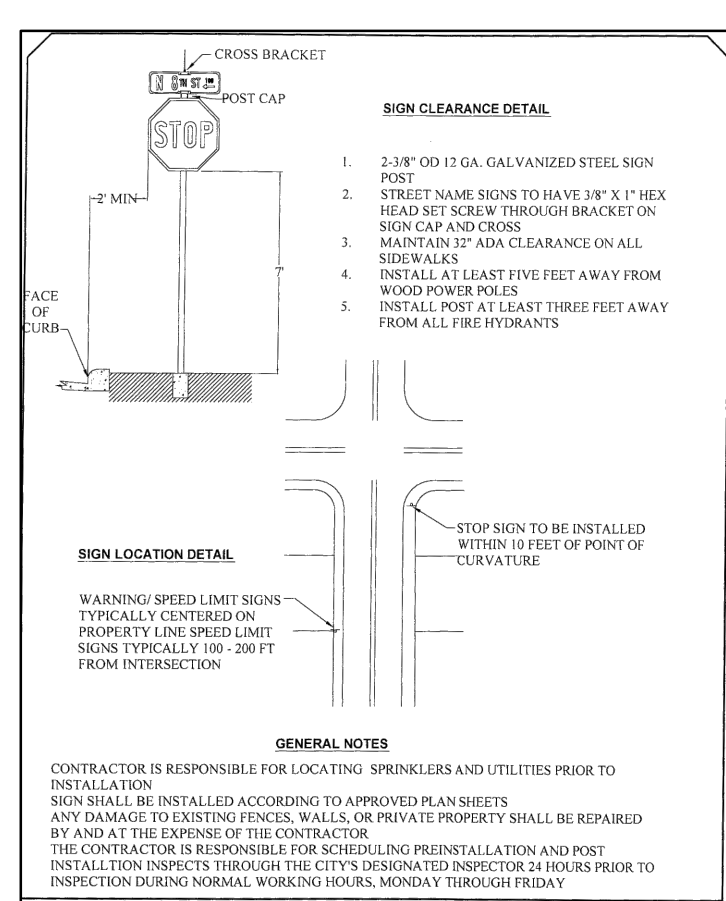 CROSS BRACKET
N 8TH ST 100
POST CAP
STOP
2' MIN
7'
FACE
OF
CURB
SIGN CLEARANCE DETAIL
1. 2-3/8" OD 12 GA. GALVANIZED STEEL SIGN
POST
2. STREET NAME SIGNS TO HAVE 3/8" X 1" HEX
HEAD SET SCREW THROUGH BRACKET ON
SIGN CAP AND CROSS
3. MAINTAIN 32" ADA CLEARANCE ON ALL
SIDEWALKS
4. INSTALL AT LEAST FIVE FEET AWAY FROM
WOOD POWER POLES
5. INSTALL POST AT LEAST THREE FEET AWAY
FROM ALL FIRE HYDRANTS
STOP SIGN TO BE INSTALLED
WITHIN 10 FEET OF POINT OF
CURVATURE
SIGN LOCATION DETAIL
WARNING/ SPEED LIMIT SIGNS
TYPICALLY CENTERED ON
PROPERTY LINE SPEED LIMIT
SIGNS TYPICALLY 100 - 200 FT
FROM INTERSECTION
GENERAL NOTES
CONTRACTOR IS RESPONSIBLE FOR LOCATING SPRINKLERS AND UTILITIES PRIOR TO
INSTALLATION
SIGN SHALL BE INSTALLED ACCORDING TO APPROVED PLAN SHEETS
ANY DAMAGE TO EXISTING FENCES, WALLS, OR PRIVATE PROPERTY SHALL BE REPAIRED
BY AND AT THE EXPENSE OF THE CONTRACTOR
THE CONTRACTOR IS RESPONSIBLE FOR SCHEDULING PREINSTALLATION AND POST
INSTALLTION INSPECTS THROUGH THE CITY'S DESIGNATED INSPECTOR 24 HOURS PRIOR TO
INSPECTION DURING NORMAL WORKING HOURS, MONDAY THROUGH FRIDAY